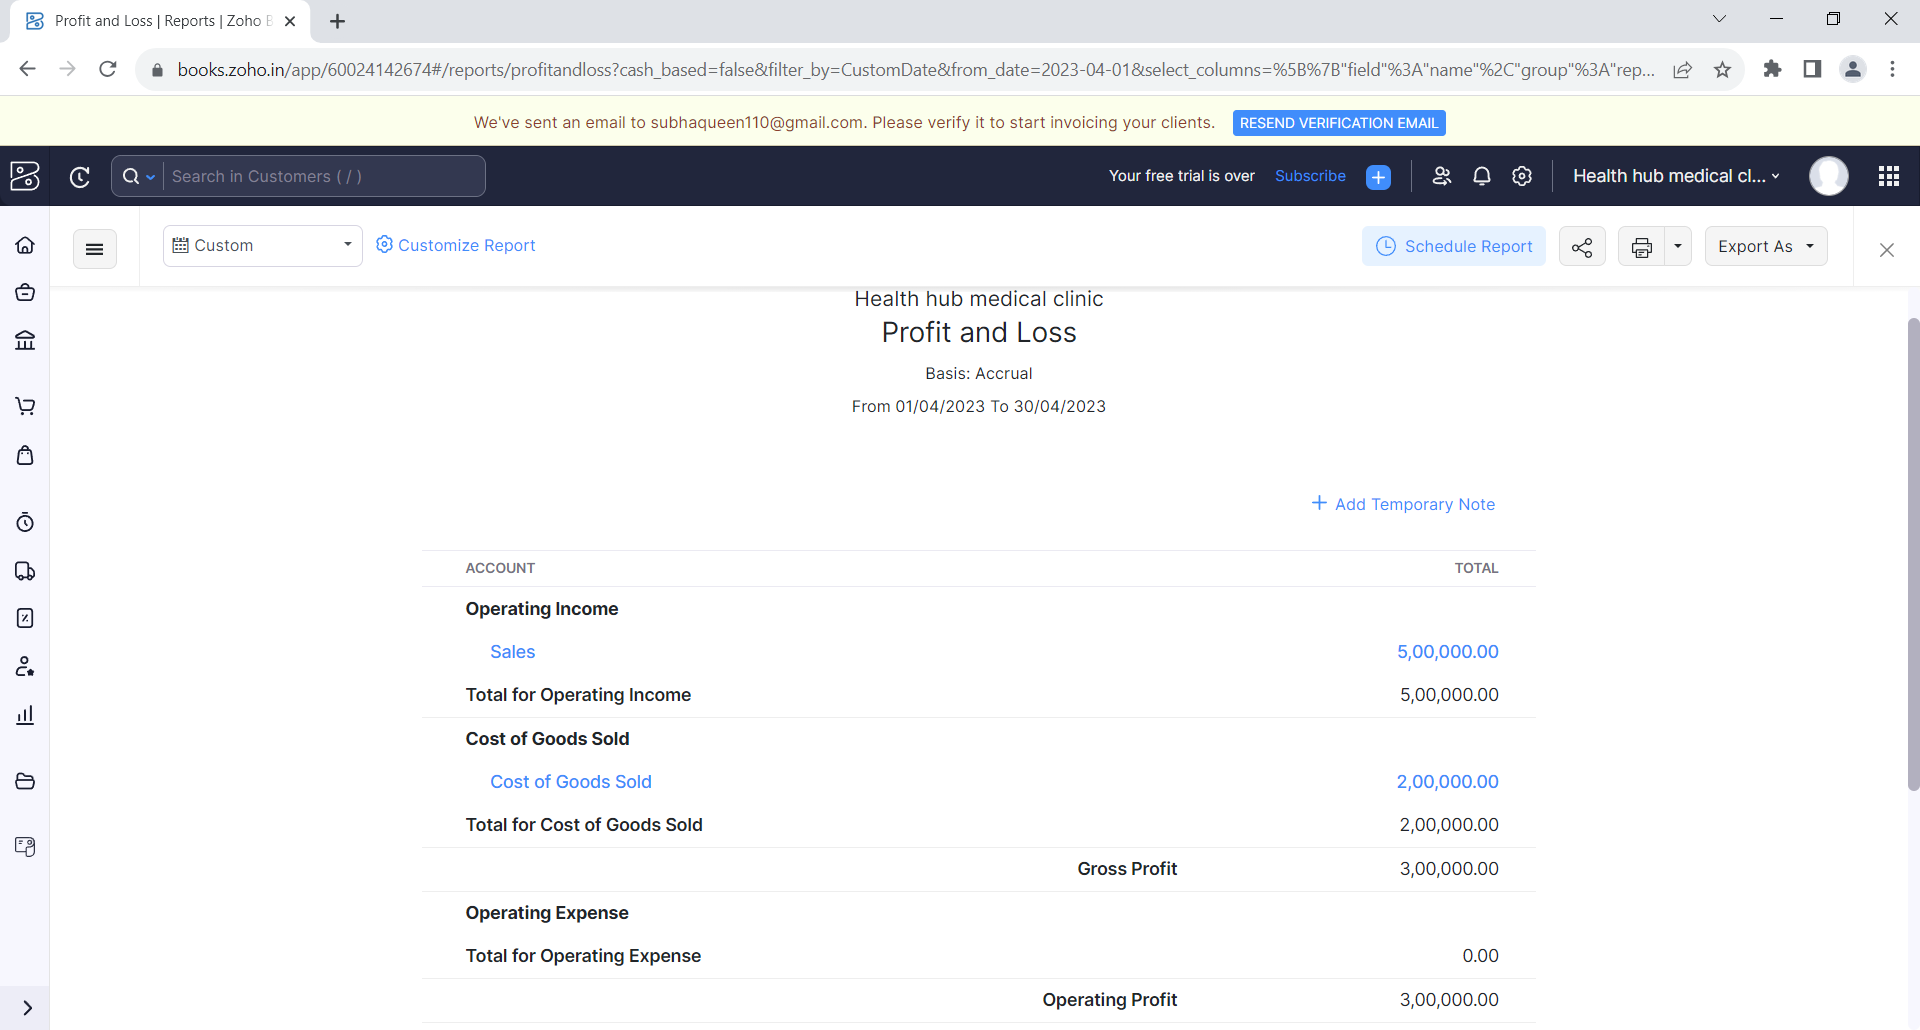 Profit and Loss | Reports | Zoho B
books.zoho.in/app/60024142674#/reports/profitandloss?cash_based=false&filter_by=CustomDate&from_date=2023-04-01&select_columns=%5B%7B"field"%3A"name"%2C"group"%3A"rep...
We've sent an email to subhaqueen110@gmail.com. Please verify it to start invoicing your clients. RESEND VERIFICATION EMAIL
Search in Customers ( / ) Your free trial is over Subscribe Health hub medical cl...
Custom Customize Report Schedule Report Export As
Health hub medical clinic
Profit and Loss
Basis: Accrual
From 01/04/2023 To 30/04/2023
Add Temporary Note
ACCOUNT TOTAL
Operating Income
Sales 5,00,000.00
Total for Operating Income 5,00,000.00
Cost of Goods Sold
Cost of Goods Sold 2,00,000.00
Total for Cost of Goods Sold 2,00,000.00
Gross Profit 3,00,000.00
Operating Expense
Total for Operating Expense 0.00
Operating Profit 3,00,000.00